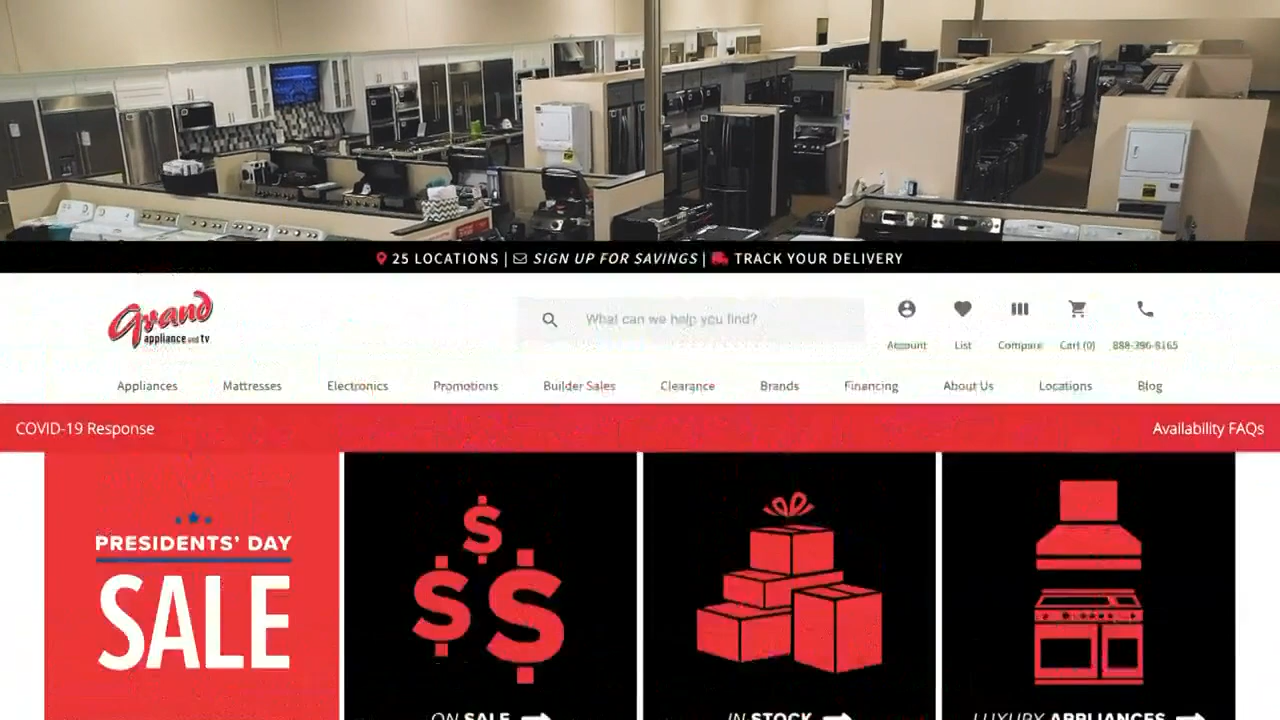 25 LOCATIONS | SIGN UP FOR SAVINGS | TRACK YOUR DELIVERY
Grand
appliance and tv
What can we help you find?
Account List Compare Cart (0) 888-396-8165
Appliances Mattresses Electronics Promotions Builder Sales Clearance Brands Financing About Us Locations Blog
COVID-19 Response Availability FAQs
PRESIDENTS' DAY
SALE
ON SALE IN STOCK LUXURY APPLIANCES